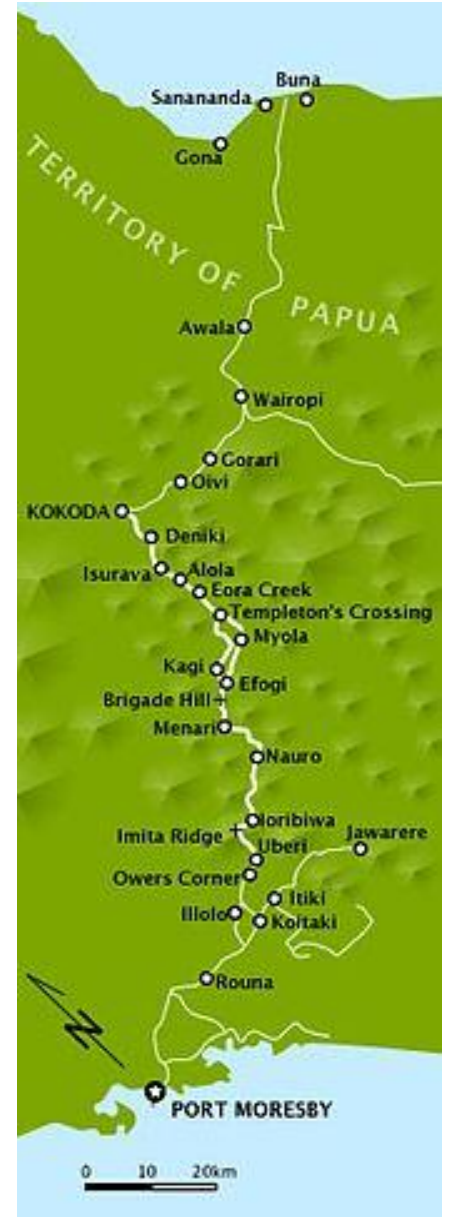 Buna
Sanananda
Gona
TERRITORY OF PAPUA
Awala
Wairopi
Gorari
Oivi
KOKODA
Deniki
Isurava
Alola
Eora Creek
Templeton's Crossing
Myola
Kagi
Efogi
Brigade Hill
Menari
Nauro
Ioribiwa
Imita Ridge
Jawarere
Uberi
Owers Corner
Itiki
Illolo
Koitaki
Rouna
N
PORT MORESBY
0 10 20km